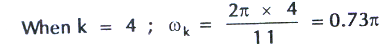 When k = 4 ; ωk = 2π × 4 / 11 = 0.73π